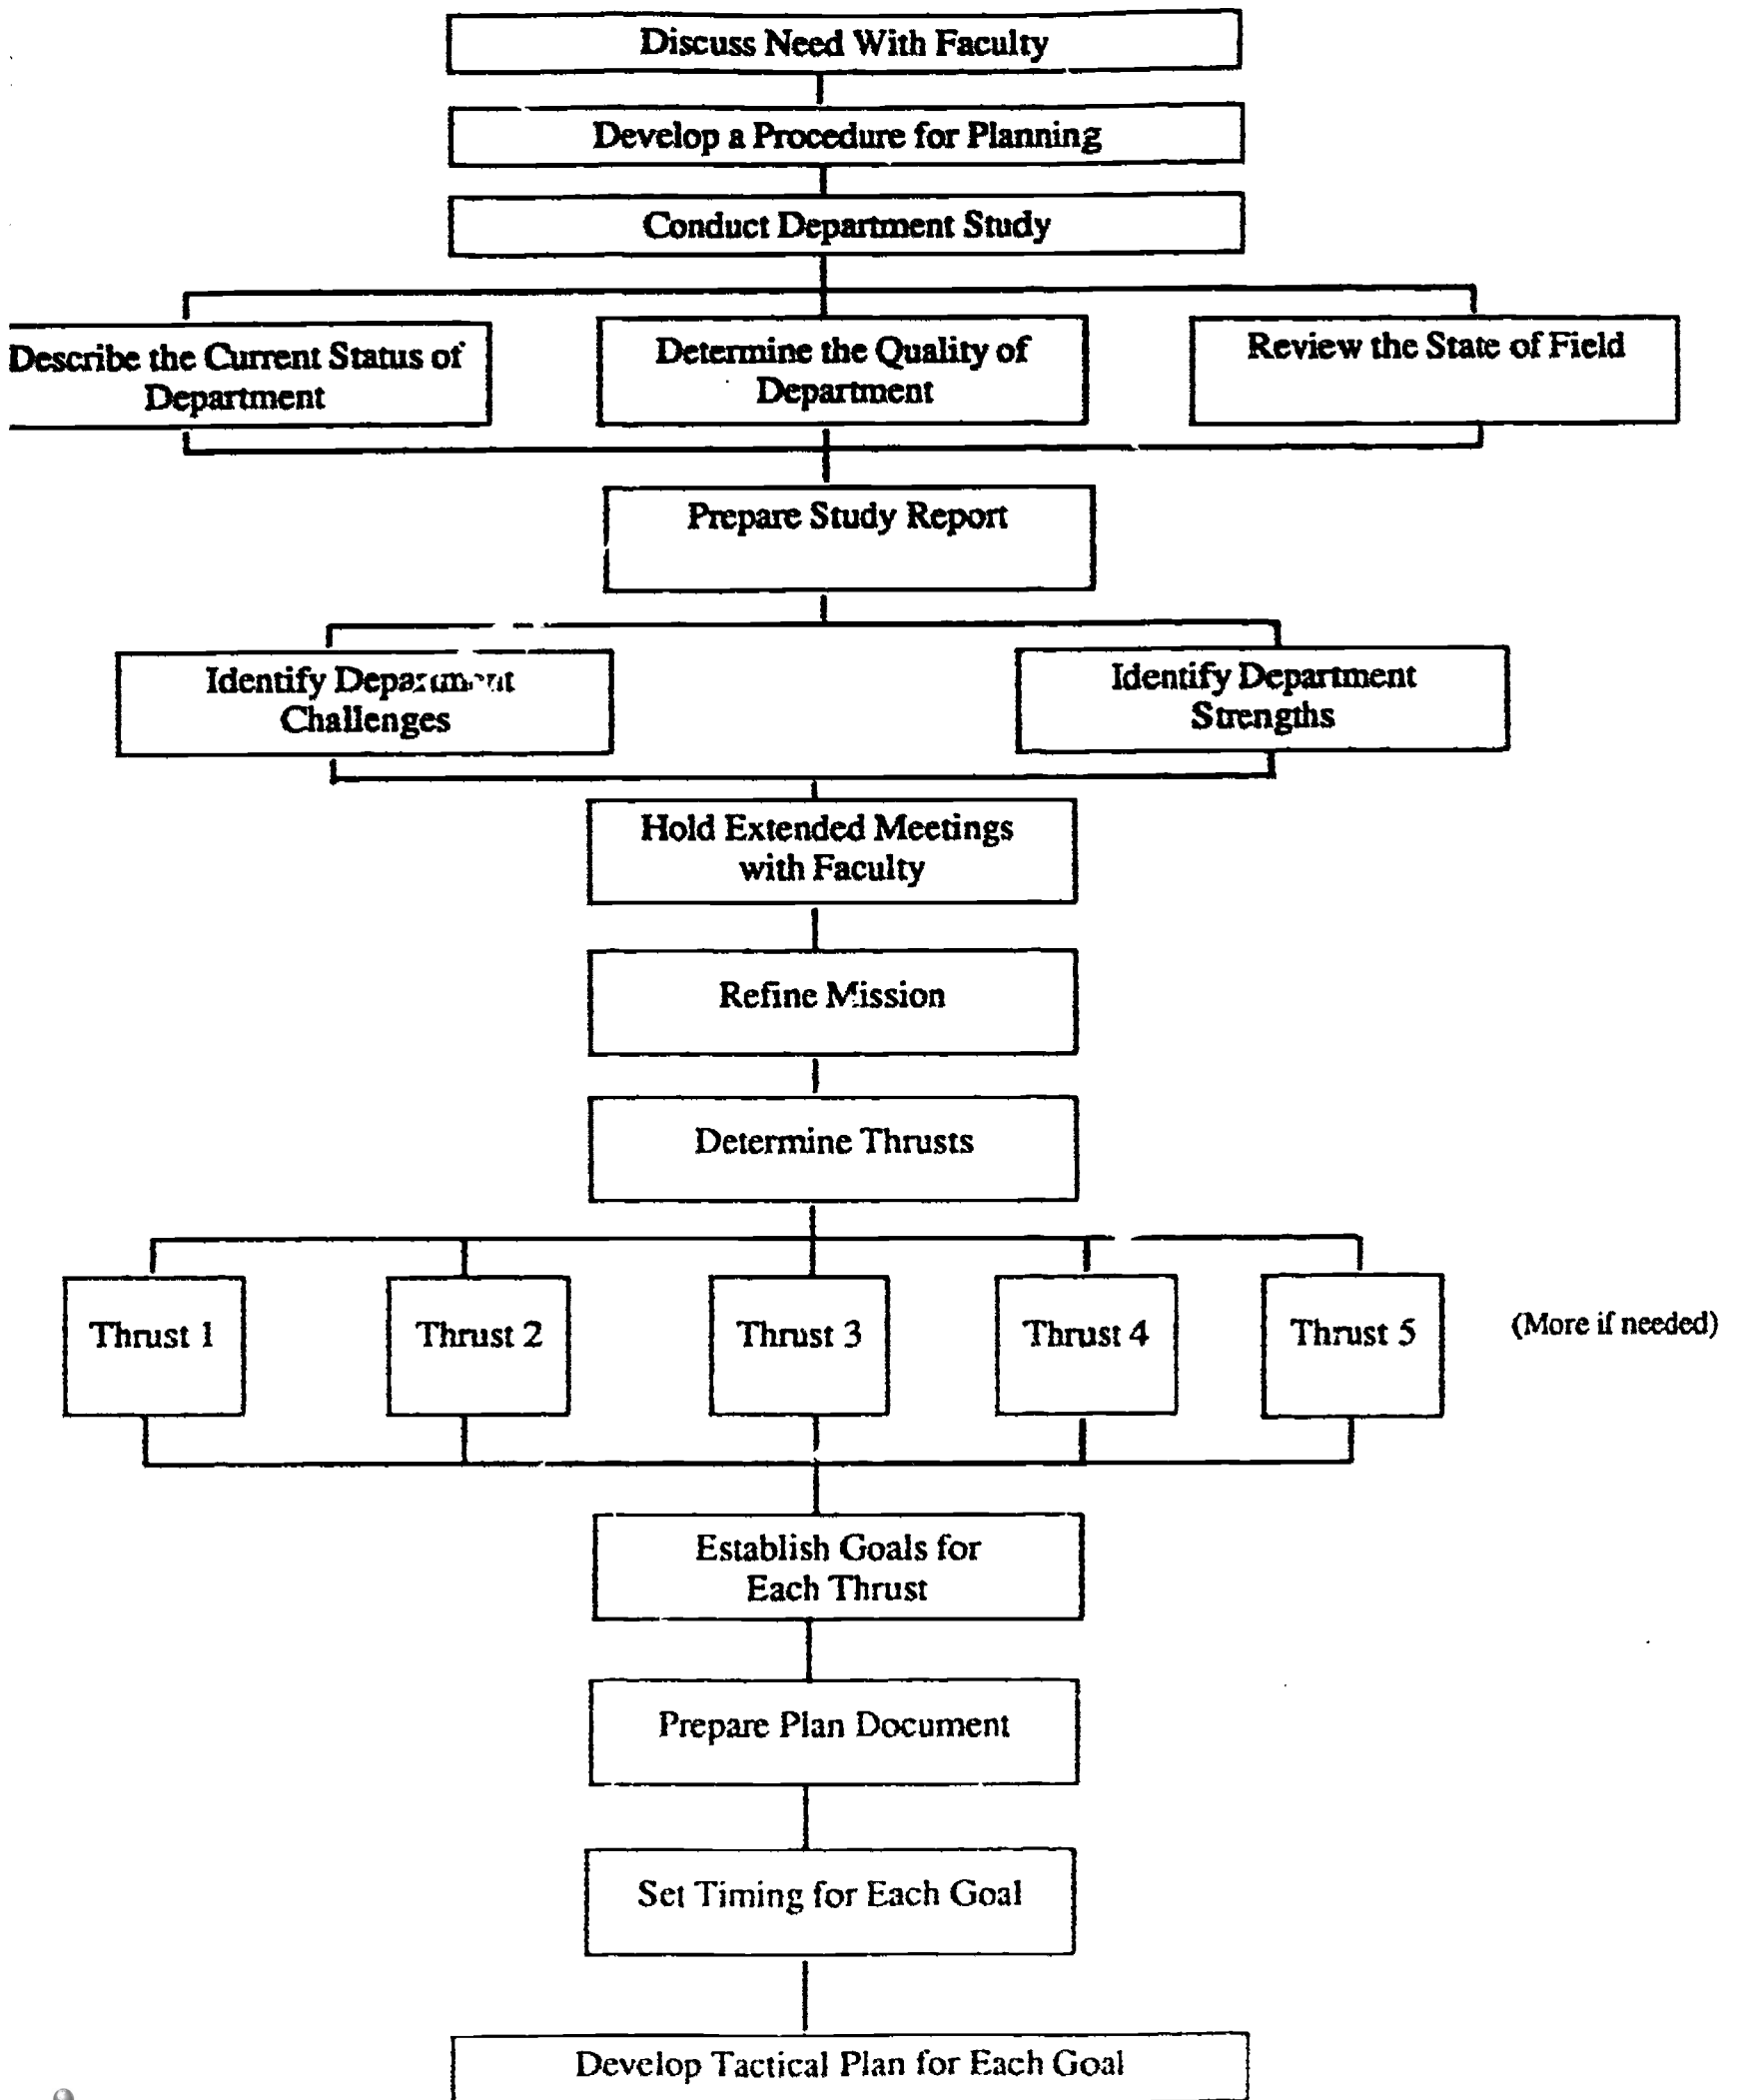 Discuss Need With Faculty
Develop a Procedure for Planning
Conduct Department Study
Describe the Current Status of
Department
Determine the Quality of
Department
Review the State of Field
Prepare Study Report
Identify Department
Challenges
Identify Department
Strengths
Hold Extended Meetings
with Faculty
Refine Mission
Determine Thrusts
Thrust 1
Thrust 2
Thrust 3
Thrust 4
Thrust 5
(More if needed)
Establish Goals for
Each Thrust
Prepare Plan Document
Set Timing for Each Goal
Develop Tactical Plan for Each Goal